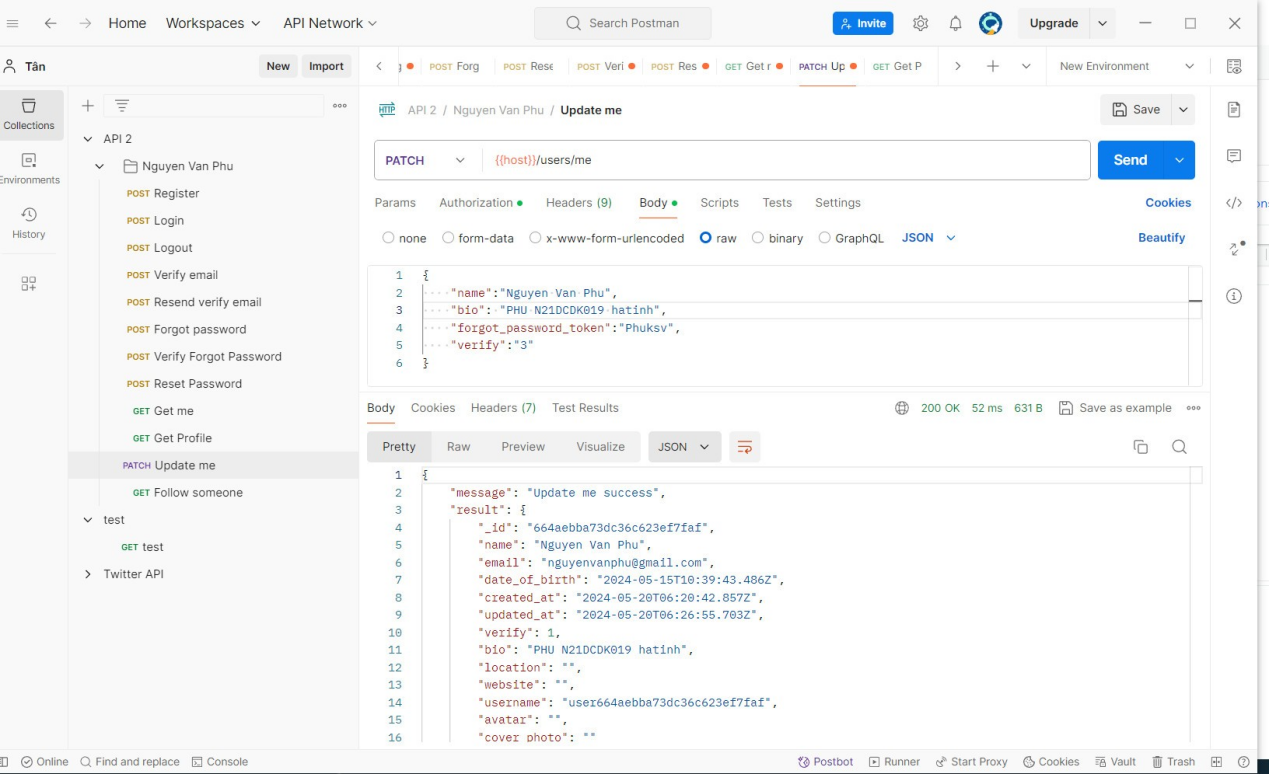 Home Workspaces API Network Search Postman Invite Upgrade
Tân New Import
POST Forg POST Rese POST Veri POST Res GET Get r PATCH Up GET Get P New Environment
Collections
Environments
History
API 2
Nguyen Van Phu
POST Register
POST Login
POST Logout
POST Verify email
POST Resend verify email
POST Forgot password
POST Verify Forgot Password
POST Reset Password
GET Get me
GET Get Profile
PATCH Update me
GET Follow someone
test
GET test
Twitter API
HTTP API 2 / Nguyen Van Phu / Update me Save
PATCH {{host}}/users/me Send
Params Authorization Headers (9) Body Scripts Tests Settings Cookies
none form-data x-www-form-urlencoded raw binary GraphQL JSON Beautify
1 {
2 "name":"Nguyen Van Phu",
3 "bio": "PHU N21DCDK019 hatinh",
4 "forgot_password_token":"Phuksv",
5 "verify":"3"
6 }
Body Cookies Headers (7) Test Results 200 OK 52 ms 631 B Save as example
Pretty Raw Preview Visualize JSON
1 {
2 "message": "Update me success",
3 "result": {
4 "_id": "664aebba73dc36c623ef7faf",
5 "name": "Nguyen Van Phu",
6 "email": "nguyenvanphu@gmail.com",
7 "date_of_birth": "2024-05-15T10:39:43.486Z",
8 "created_at": "2024-05-20T06:20:42.857Z",
9 "updated_at": "2024-05-20T06:26:55.703Z",
10 "verify": 1,
11 "bio": "PHU N21DCDK019 hatinh",
12 "location": "",
13 "website": "",
14 "username": "user664aebba73dc36c623ef7faf",
15 "avatar": "",
16 "cover_photo": ""
Online Find and replace Console Postbot Runner Start Proxy Cookies Vault Trash